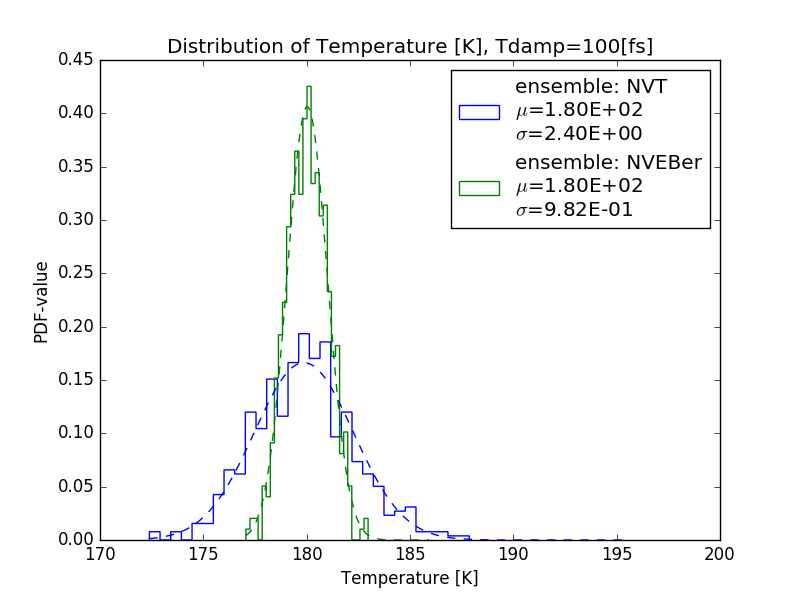 Distribution of Temperature [K], Tdamp=100[fs]
0.45
0.40
0.35
0.30
0.25
0.20
0.15
0.10
0.05
0.00
PDF-value
ensemble: NVT
μ=1.80E+02
σ=2.40E+00
ensemble: NVEBer
μ=1.80E+02
σ=9.82E-01
170
175
180
185
190
195
200
Temperature [K]